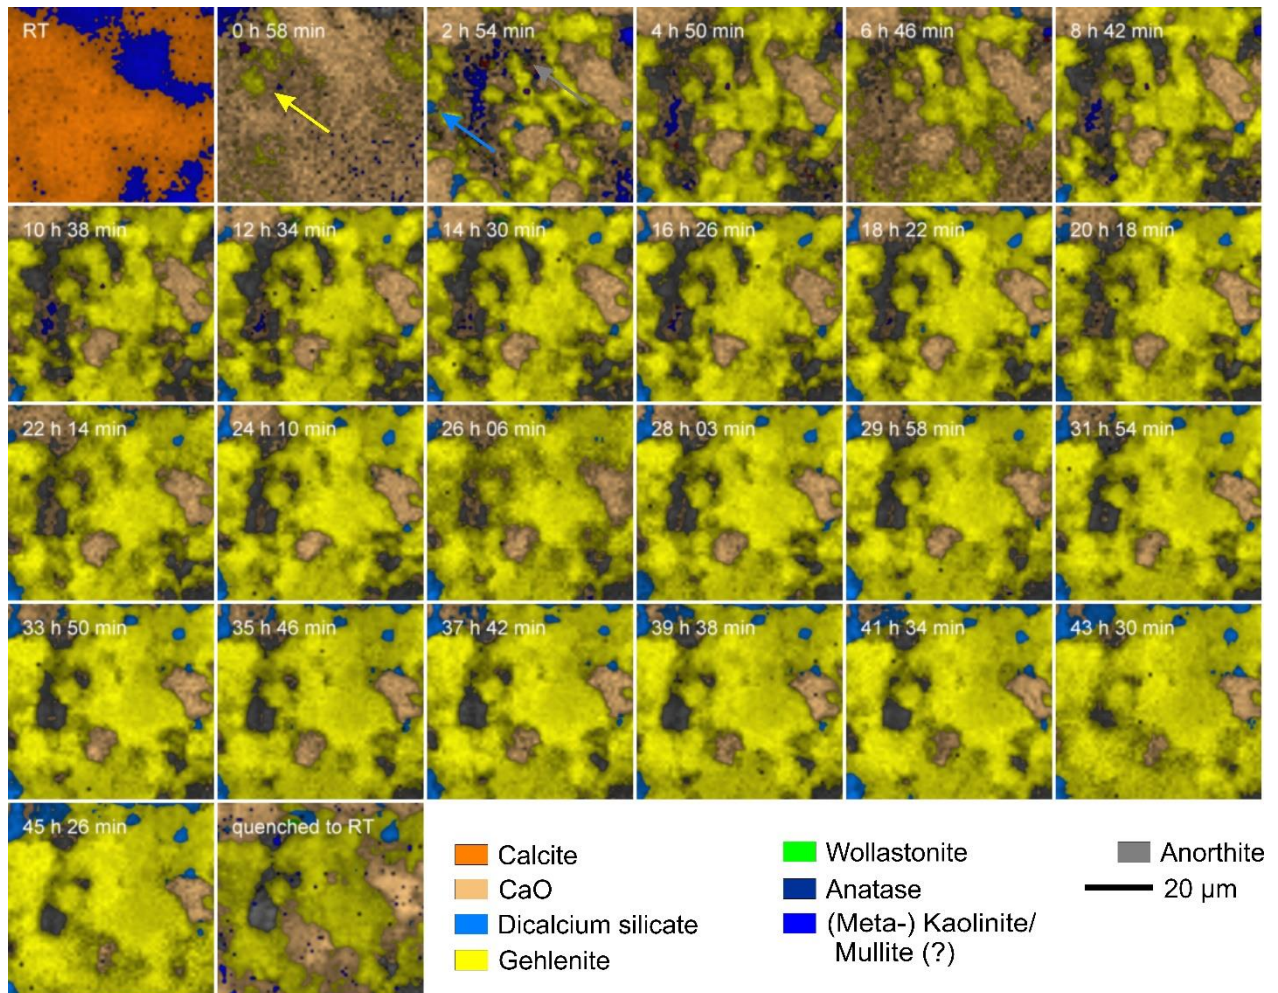 RT
0 h 58 min
2 h 54 min
4 h 50 min
6 h 46 min
8 h 42 min
10 h 38 min
12 h 34 min
14 h 30 min
16 h 26 min
18 h 22 min
20 h 18 min
22 h 14 min
24 h 10 min
26 h 06 min
28 h 03 min
29 h 58 min
31 h 54 min
33 h 50 min
35 h 46 min
37 h 42 min
39 h 38 min
41 h 34 min
43 h 30 min
45 h 26 min
quenched to RT
Calcite
CaO
Dicalcium silicate
Gehlenite
Wollastonite
Anatase
(Meta-) Kaolinite/
Mullite (?)
Anorthite
20 µm